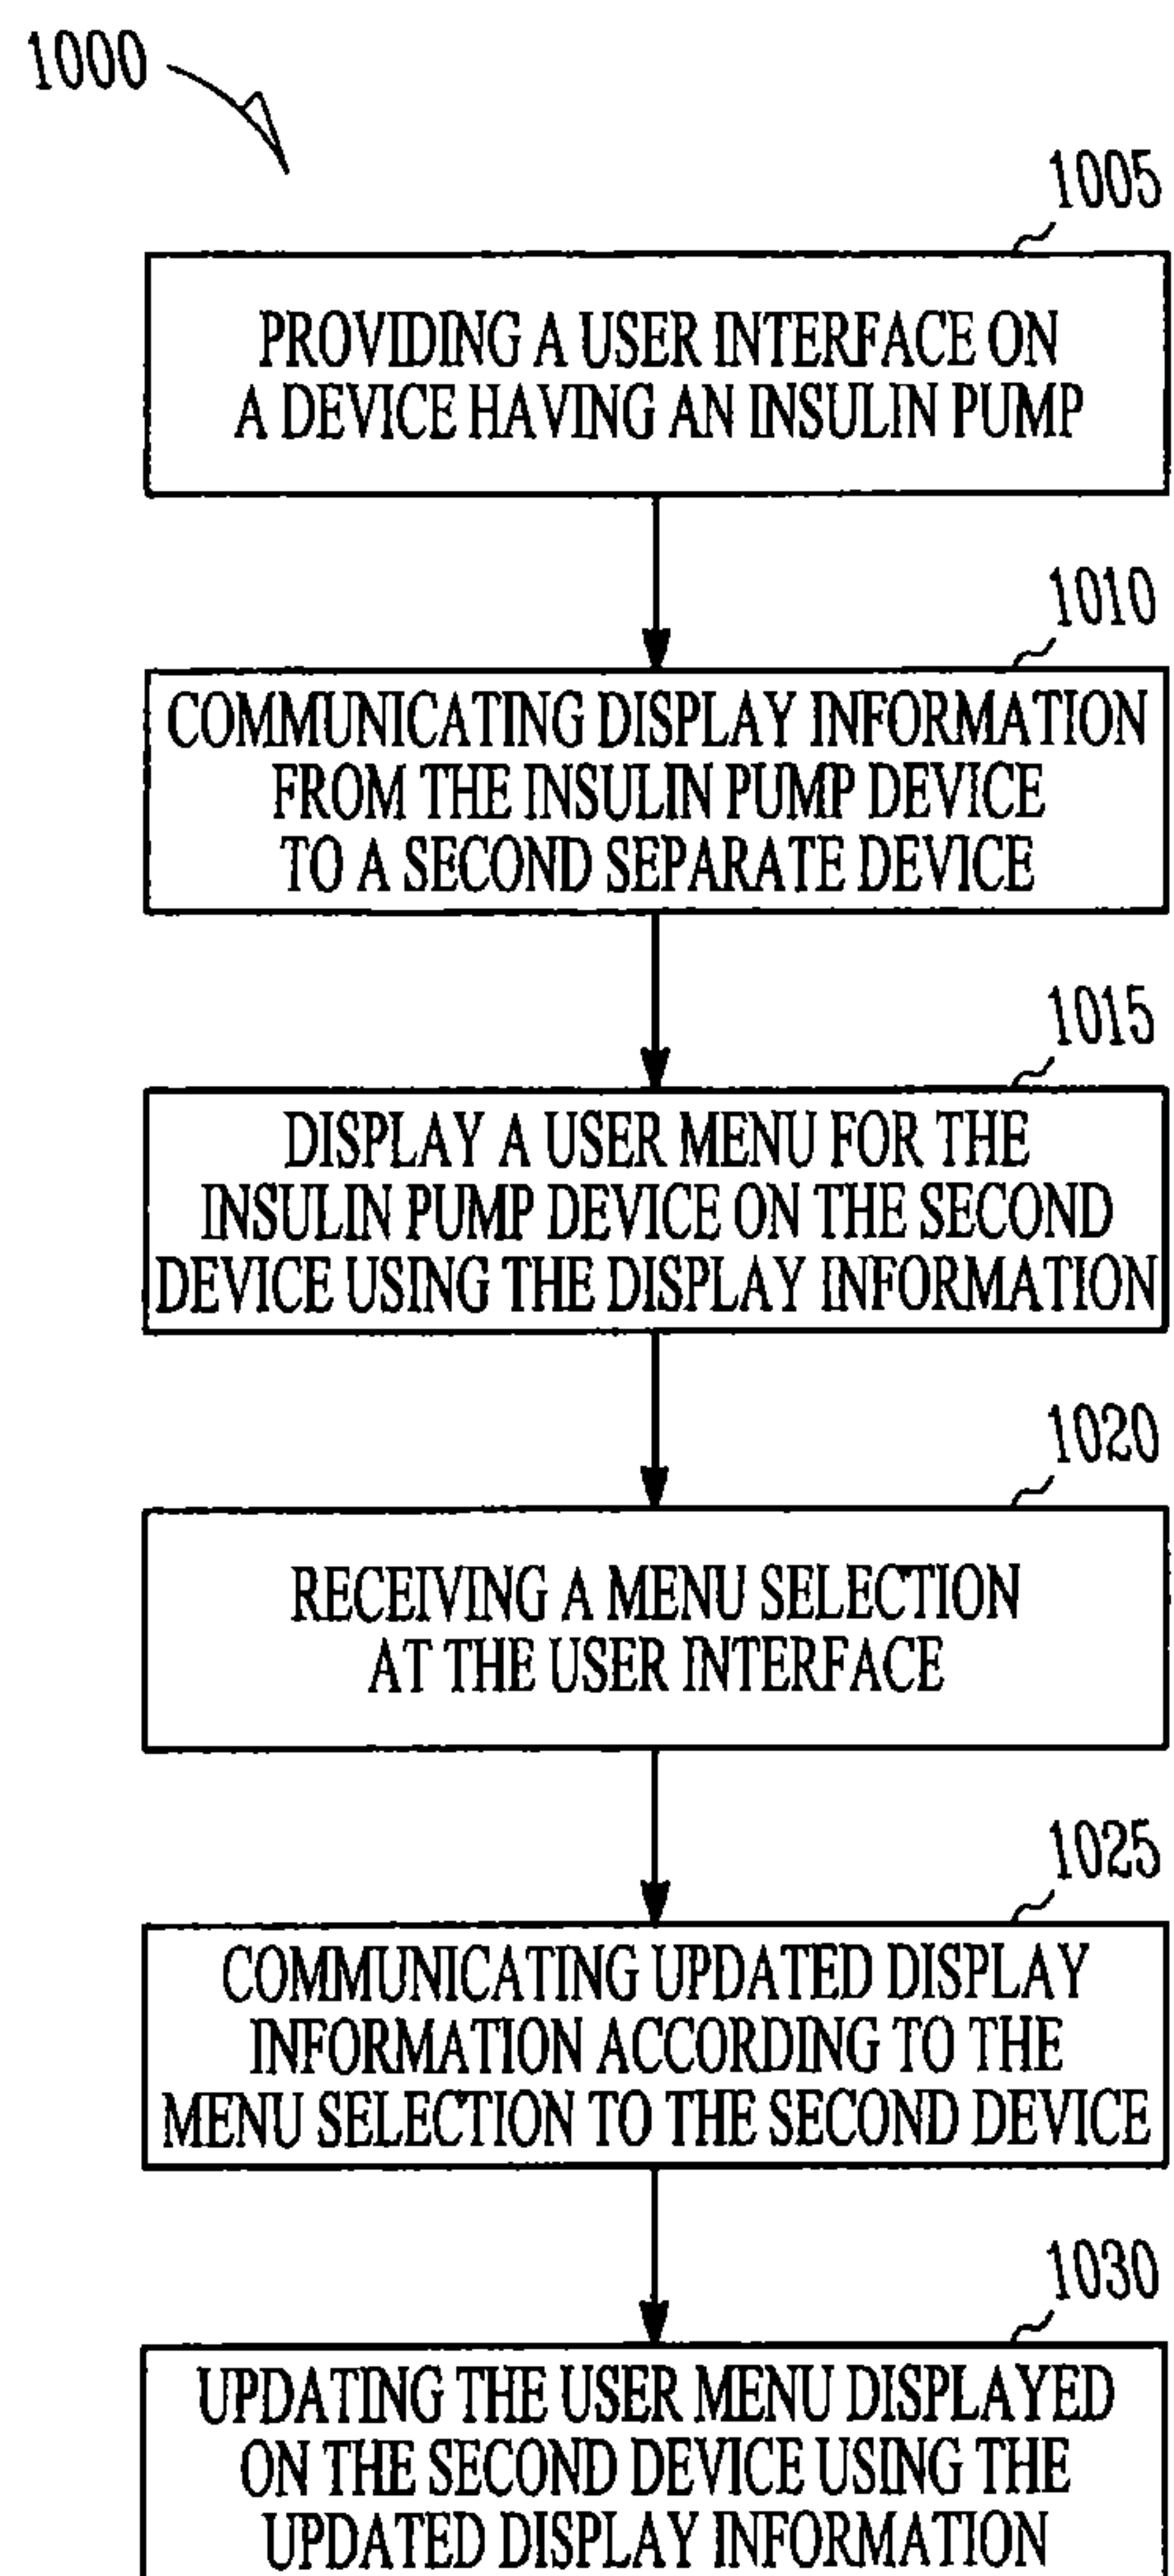 1000
1005
PROVIDING A USER INTERFACE ON
A DEVICE HAVING AN INSULIN PUMP
1010
COMMUNICATING DISPLAY INFORMATION
FROM THE INSULIN PUMP DEVICE
TO A SECOND SEPARATE DEVICE
1015
DISPLAY A USER MENU FOR THE
INSULIN PUMP DEVICE ON THE SECOND
DEVICE USING THE DISPLAY INFORMATION
1020
RECEIVING A MENU SELECTION
AT THE USER INTERFACE
1025
COMMUNICATING UPDATED DISPLAY
INFORMATION ACCORDING TO THE
MENU SELECTION TO THE SECOND DEVICE
1030
UPDATING THE USER MENU DISPLAYED
ON THE SECOND DEVICE USING THE
UPDATED DISPLAY INFORMATION